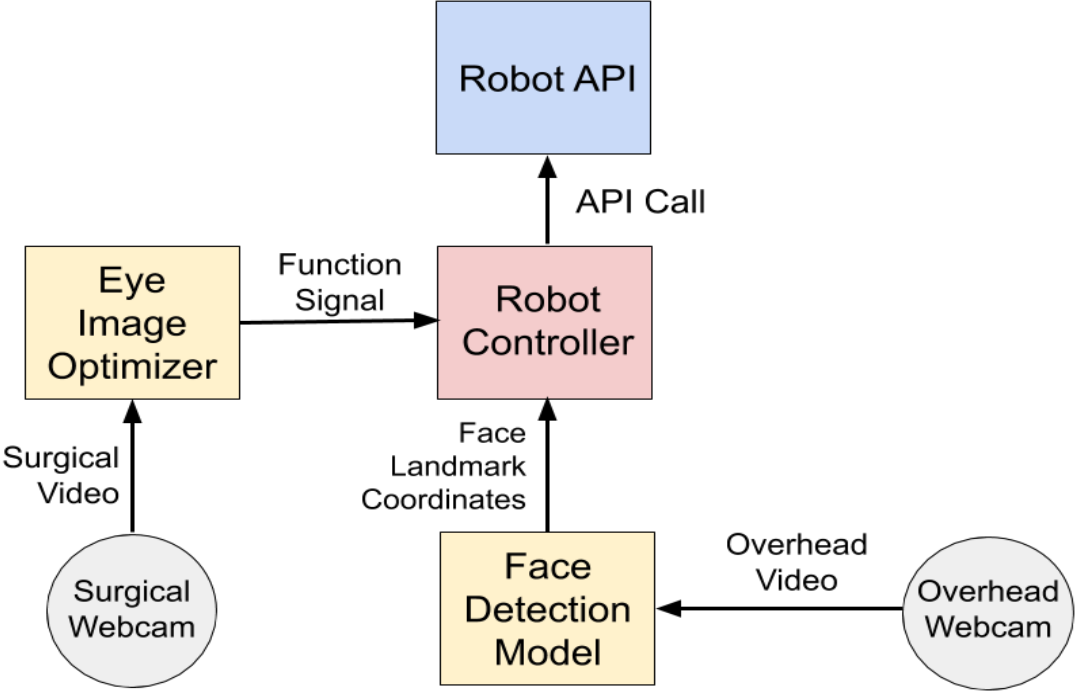 Robot API
API Call
Function
Signal
Eye
Image
Optimizer
Robot
Controller
Surgical
Video
Face
Landmark
Coordinates
Overhead
Video
Surgical
Webcam
Face
Detection
Model
Overhead
Webcam